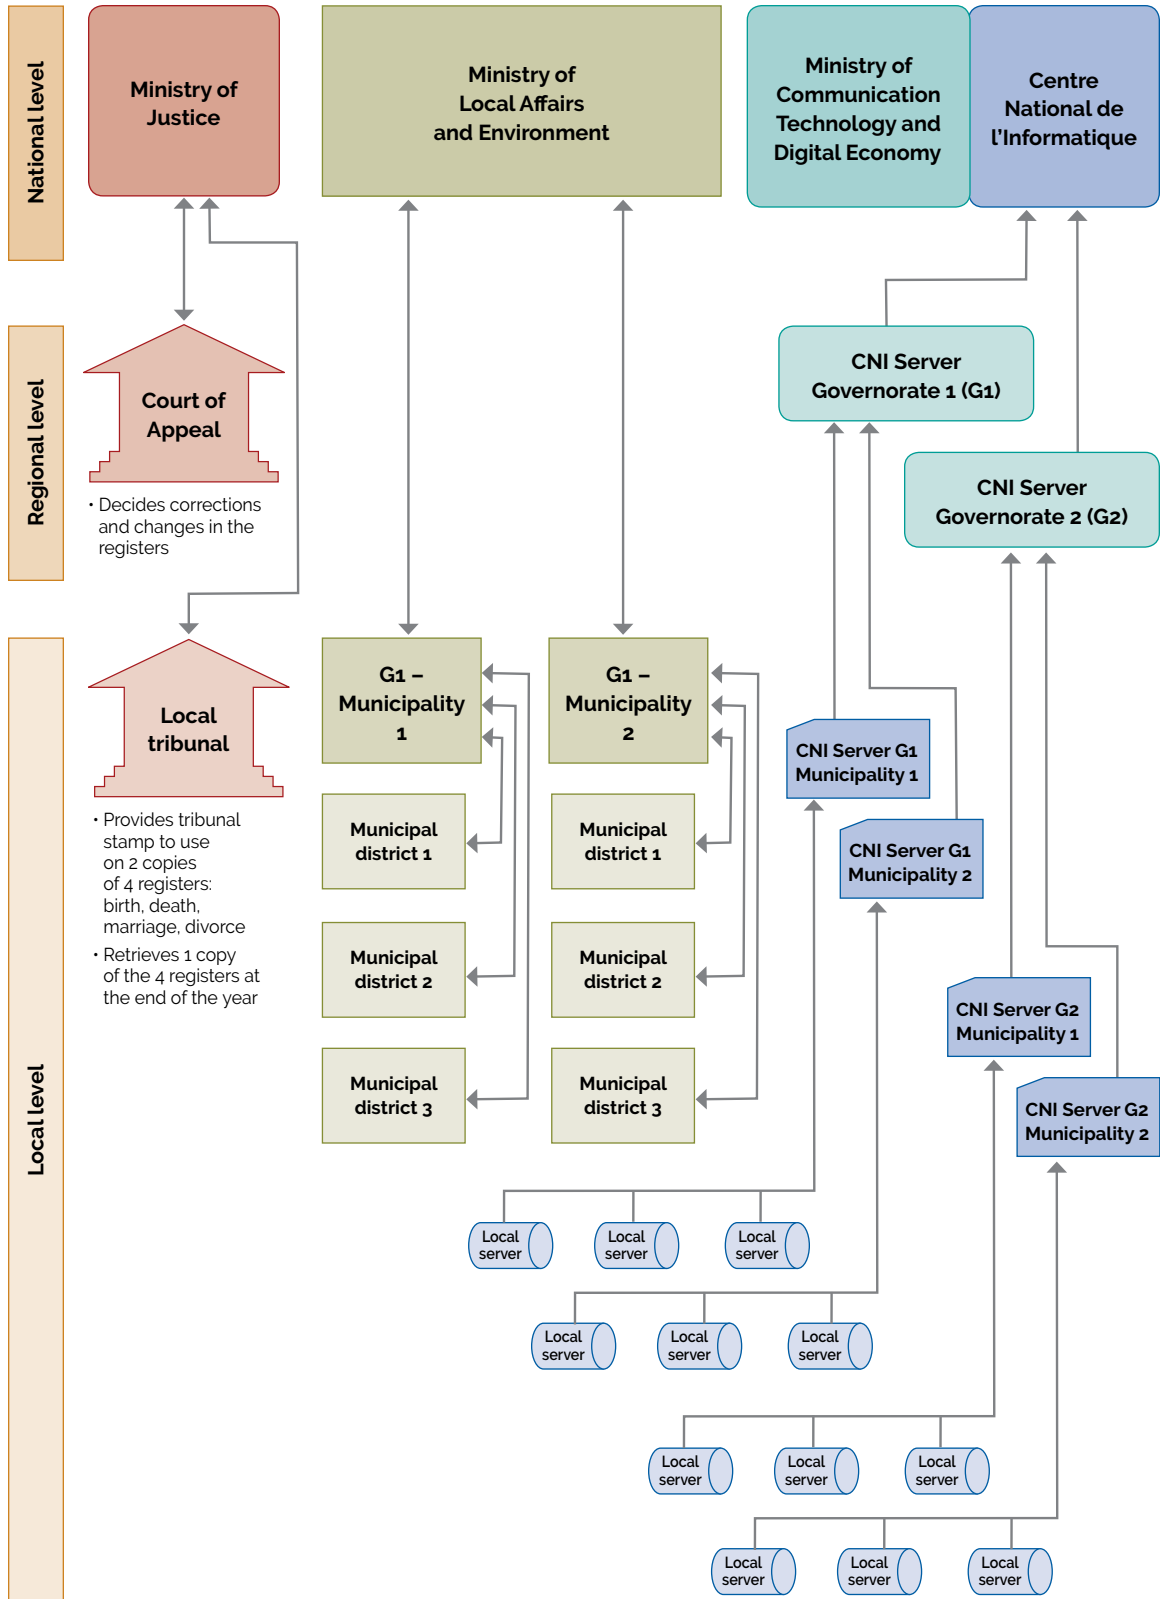 National level
Ministry of
Justice
Ministry of
Local Affairs
and Environment
Ministry of
Communication
Technology and
Digital Economy
Centre
National de
l'Informatique
Regional level
Court of
Appeal
• Decides corrections
and changes in the
registers
CNI Server
Governorate 1 (G1)
CNI Server
Governorate 2 (G2)
Local level
Local
tribunal
• Provides tribunal
stamp to use
on 2 copies
of 4 registers:
birth, death,
marriage, divorce
• Retrieves 1 copy
of the 4 registers at
the end of the year
G1 –
Municipality
1
Municipal
district 1
Municipal
district 2
Municipal
district 3
G1 –
Municipality
2
Municipal
district 1
Municipal
district 2
Municipal
district 3
CNI Server G1
Municipality 1
CNI Server G1
Municipality 2
CNI Server G2
Municipality 1
CNI Server G2
Municipality 2
Local
server
Local
server
Local
server
Local
server
Local
server
Local
server
Local
server
Local
server
Local
server
Local
server
Local
server
Local
server